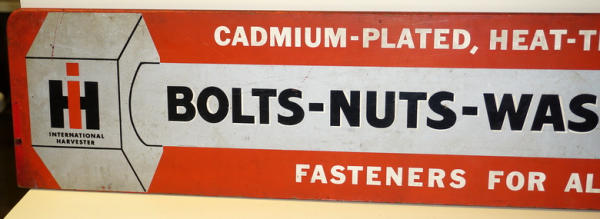 CADMIUM-PLATED, HEAT-T
BOLTS-NUTS-WAS
FASTENERS FOR AL
IH
INTERNATIONAL
HARVESTER